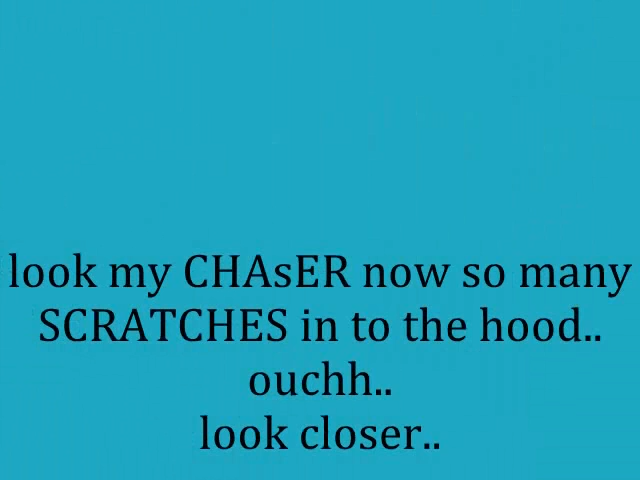 look my CHAsER now so many
SCRATCHES in to the hood..
ouchh..
look closer..